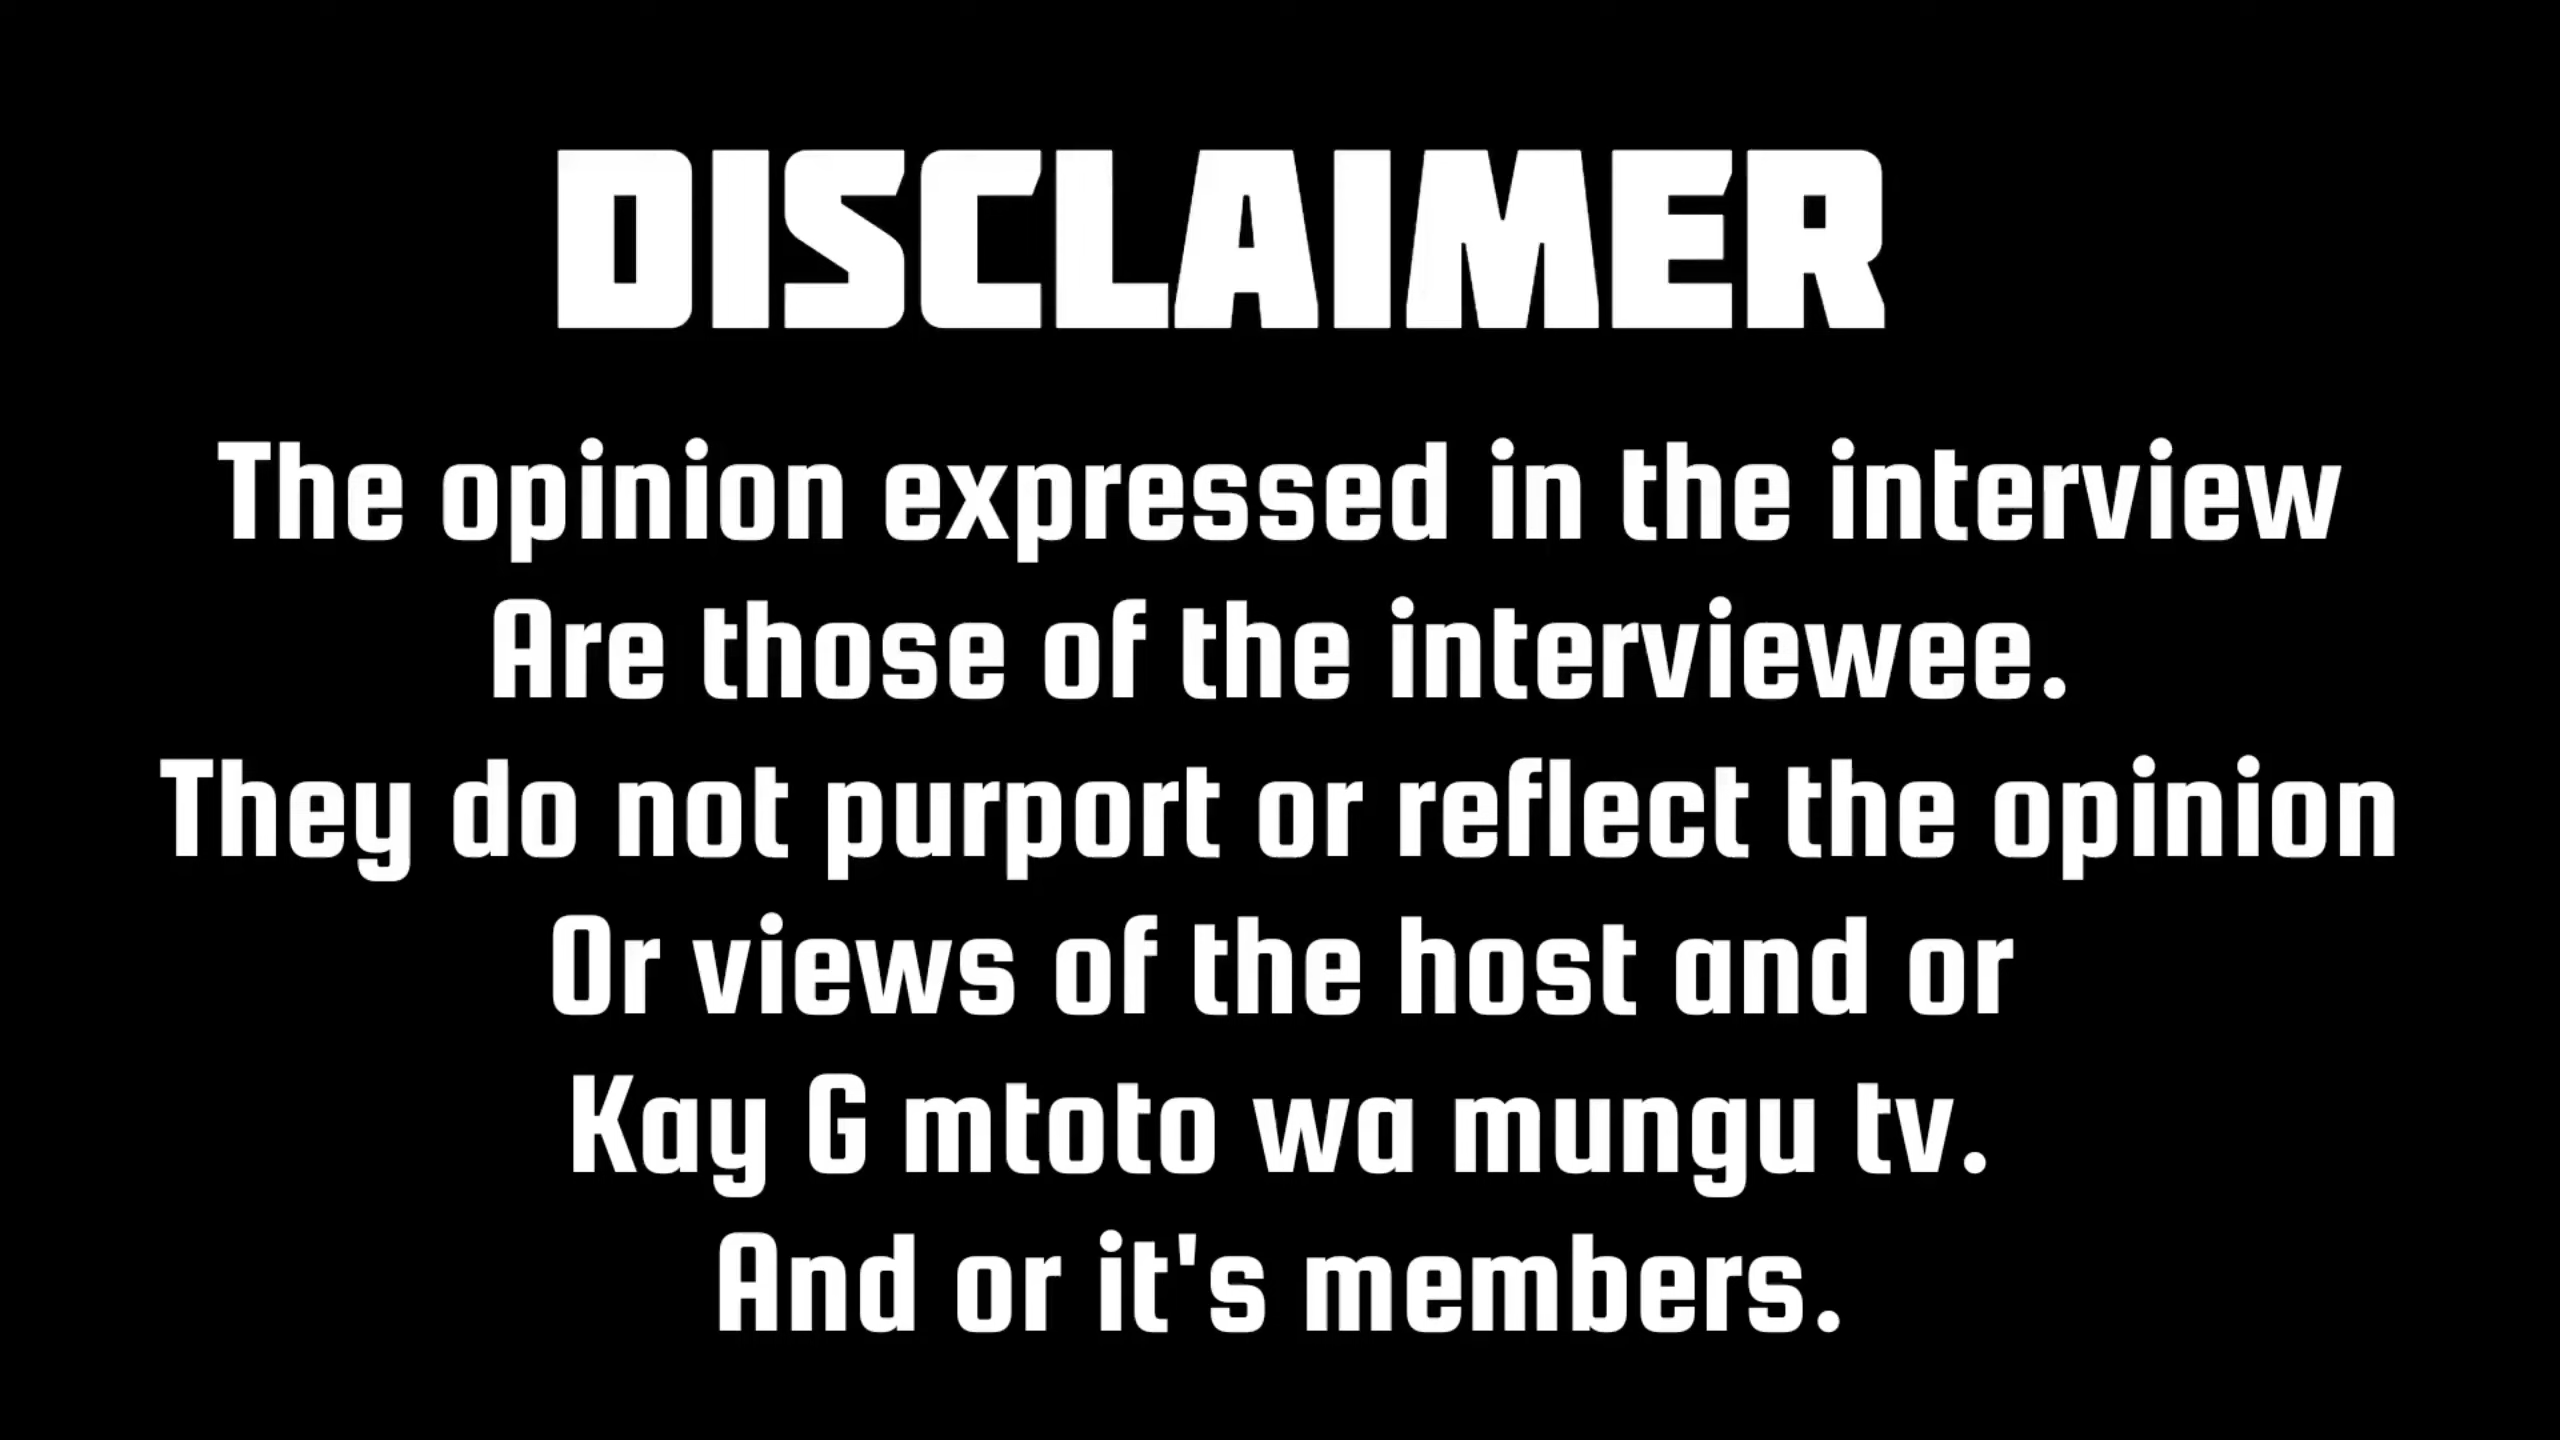 DISCLAIMER
The opinion expressed in the interview
Are those of the interviewee.
They do not purport or reflect the opinion
Or views of the host and or
Kay G mtoto wa mungu tv.
And or it's members.